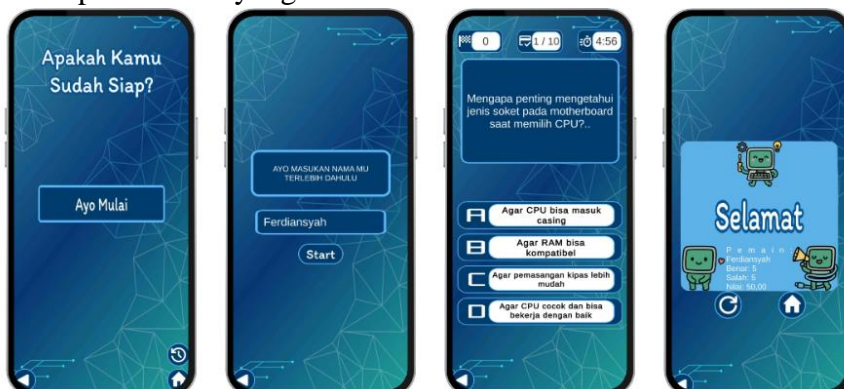 Apakah Kamu
Sudah Siap?
Ayo Mulai
AYO MASUKAN NAMA MU
TERLEBIH DAHULU
Ferdiansyah
Start
0
1 / 10
4:56
Mengapa penting mengetahui
jenis soket pada motherboard
saat memilih CPU?..
A
Agar CPU bisa masuk
casing
B
Agar RAM bisa
kompatibel
C
Agar pemasangan kipas lebih
mudah
D
Agar CPU cocok dan bisa
bekerja dengan baik
Selamat
Pemain :
Ferdiansyah
Benar: 5
Salah: 5
Nilai: 50,00